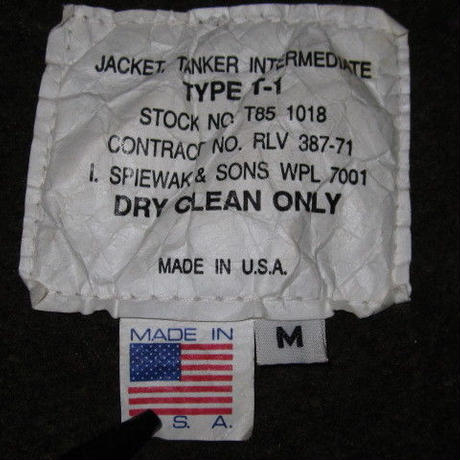 JACKET, TANKER INTERMEDIATE
TYPE T-1
STOCK NO. T85 1018
CONTRACT NO. RLV 387-71
I. SPIEWAK & SONS WPL 7001
DRY CLEAN ONLY
MADE IN U.S.A.
MADE IN
S. A.
M